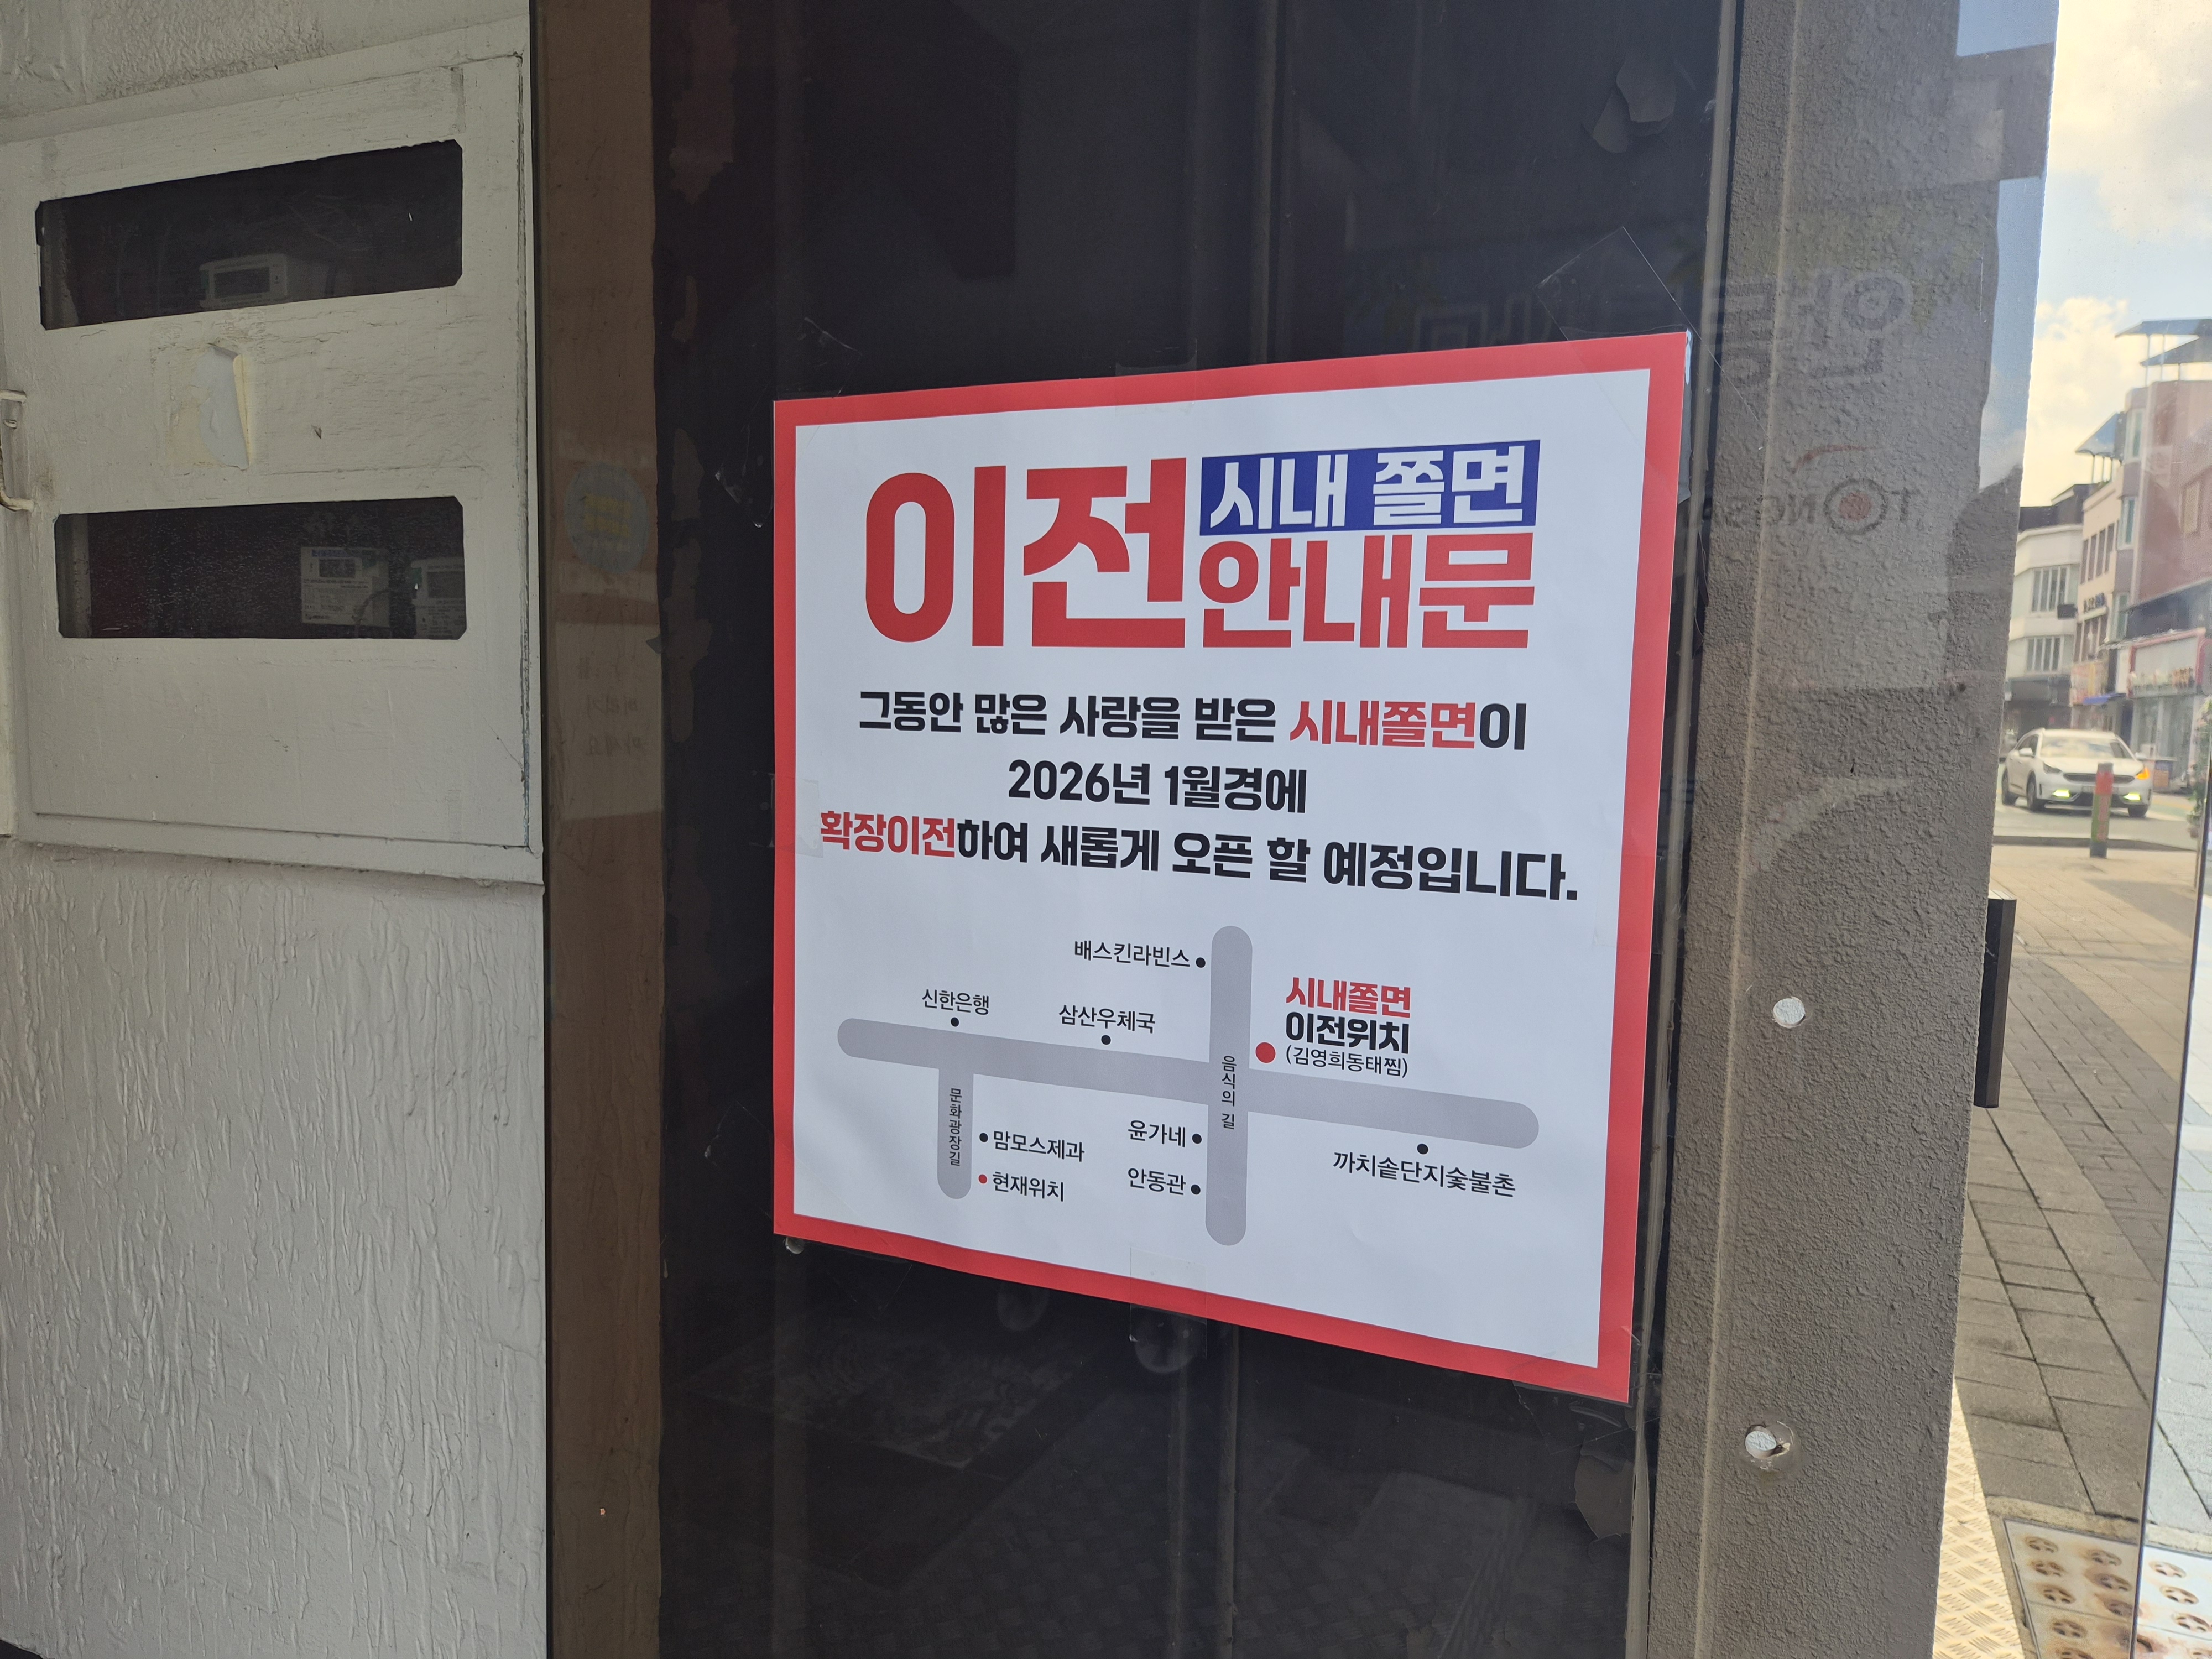 이전 시내 쫄면
안내문
그동안 많은 사랑을 받은 시내쫄면이
2026년 1월경에
확장이전하여 새롭게 오픈 할 예정입니다.
배스킨라빈스
신한은행
삼산우체국
시내쫄면
이전위치
(김영희동태찜)
음식의 길
문화광장길
맘모스제과
현재위치
윤가네
안동관
까치솥단지숯불촌